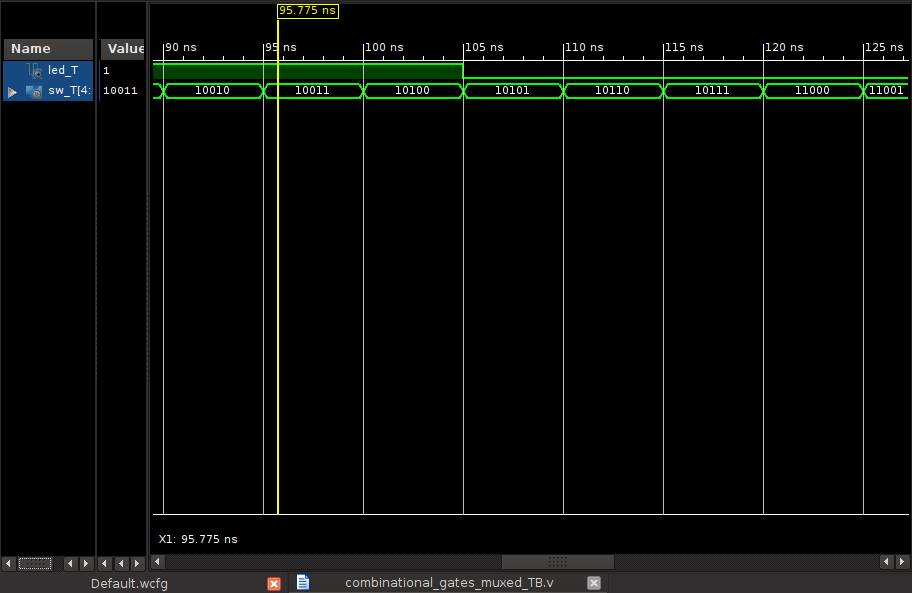 95.775 ns
Name
Value
90 ns
95 ns
100 ns
105 ns
110 ns
115 ns
120 ns
125 ns
led_T
1
sw_T[4:
10011
10010
10011
10100
10101
10110
10111
11000
11001
X1: 95.775 ns
Default.wcfg
combinational_gates_muxed_TB.v